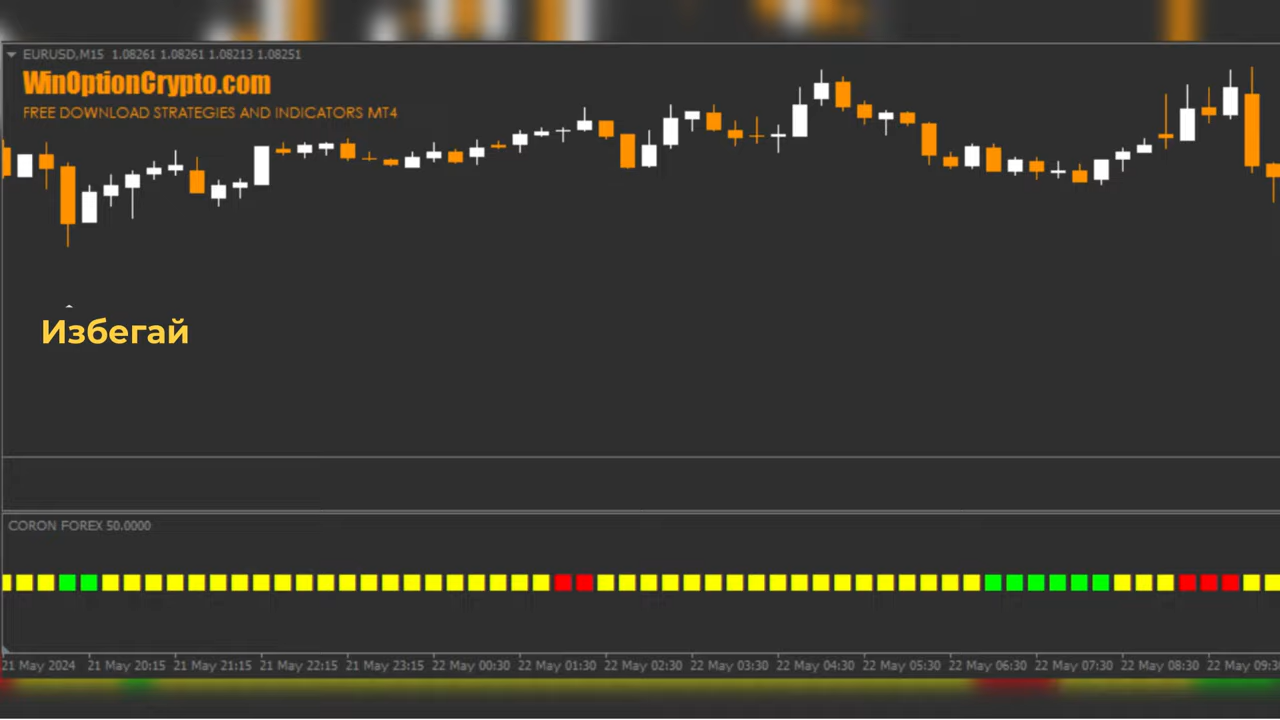 EURUSD,M15 1.08261 1.08261 1.08213 1.08251
WinOptionCrypto.com
FREE DOWNLOAD STRATEGIES AND INDICATORS MT4
Избегай
CORON FOREX 50.0000
21 May 2024 21 May 20:15 21 May 21:15 21 May 22:15 21 May 23:15 22 May 00:30 22 May 01:30 22 May 02:30 22 May 03:30 22 May 04:30 22 May 05:30 22 May 06:30 22 May 07:30 22 May 08:30 22 May 09:30